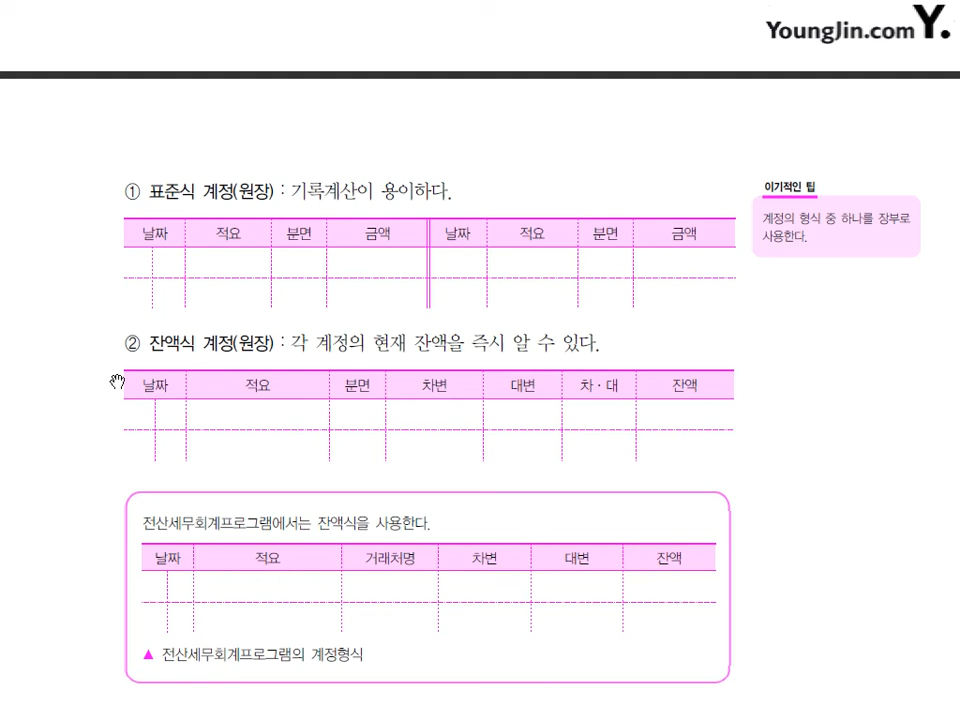 YoungJin.com Y.
① 표준식 계정(원장) : 기록계산이 용이하다.
이기적인 팁
계정의 형식 중 하나를 장부로
사용한다.
날짜 적요 분면 금액 날짜 적요 분면 금액
② 잔액식 계정(원장) : 각 계정의 현재 잔액을 즉시 알 수 있다.
날짜 적요 분면 차변 대변 차·대 잔액
전산세무회계프로그램에서는 잔액식을 사용한다.
날짜 적요 거래처명 차변 대변 잔액
▲ 전산세무회계프로그램의 계정형식